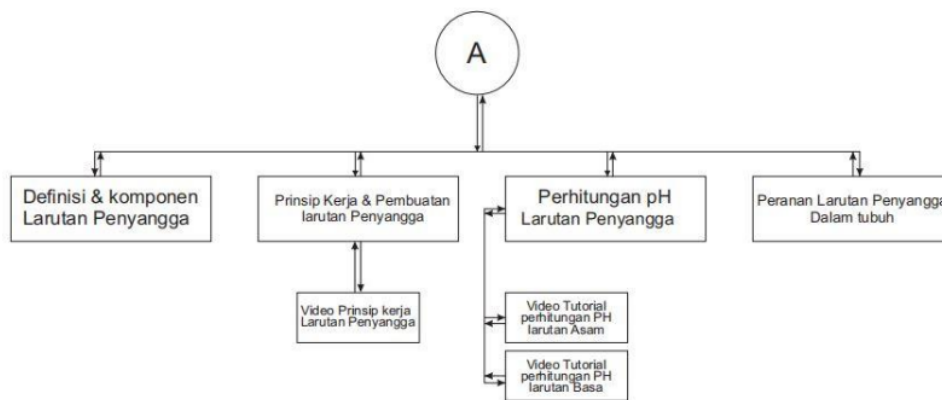 A
Definisi & komponen
Larutan Penyangga
Prinsip Kerja & Pembuatan
larutan Penyangga
Perhitungan pH
Larutan Penyangga
Peranan Larutan Penyangga
Dalam tubuh
Video Prinsip kerja
Larutan Penyangga
Video Tutorial
perhitungan PH
larutan Asam
Video Tutorial
perhitungan PH
larutan Basa